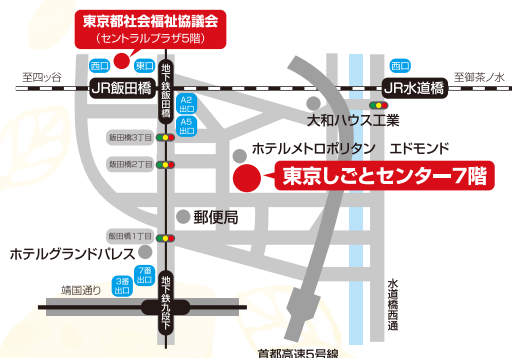 東京都社会福祉協議会
（セントラルプラザ5階）
西口
東口
西口
至四ッ谷
JR飯田橋
地下鉄飯田橋
JR水道橋
至御茶ノ水
A2
出口
A5
出口
大和ハウス工業
飯田橋3丁目
ホテルメトロポリタン エドモンド
飯田橋2丁目
東京しごとセンター7階
郵便局
飯田橋1丁目
ホテルグランドパレス
7番
出口
3番
出口
地下鉄九段下
靖国通り
水道橋西通
首都高速5号線